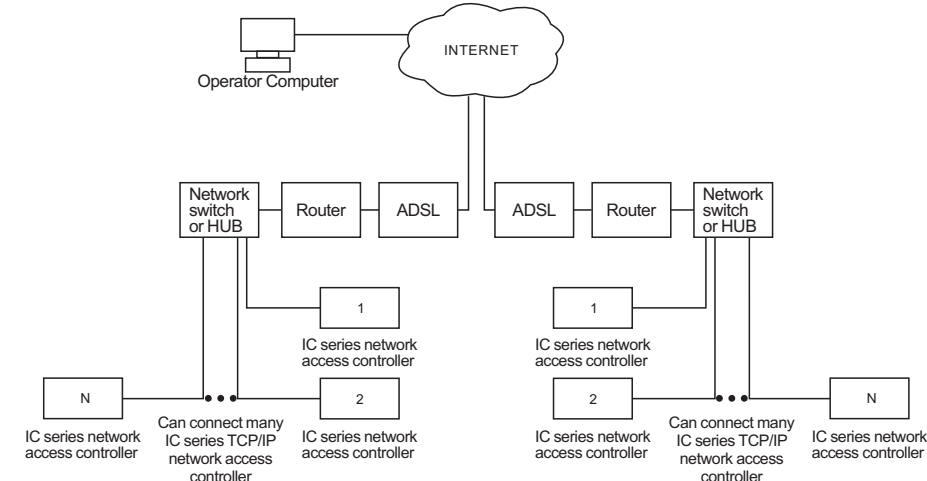 INTERNET
Operator Computer
Network
switch
or HUB
Router
ADSL
ADSL
Router
Network
switch
or HUB
1
IC series network
access controller
1
IC series network
access controller
N
IC series network
access controller
Can connect many
IC series TCP/IP
network access
controller
2
IC series network
access controller
2
IC series network
access controller
Can connect many
IC series TCP/IP
network access
controller
N
IC series network
access controller